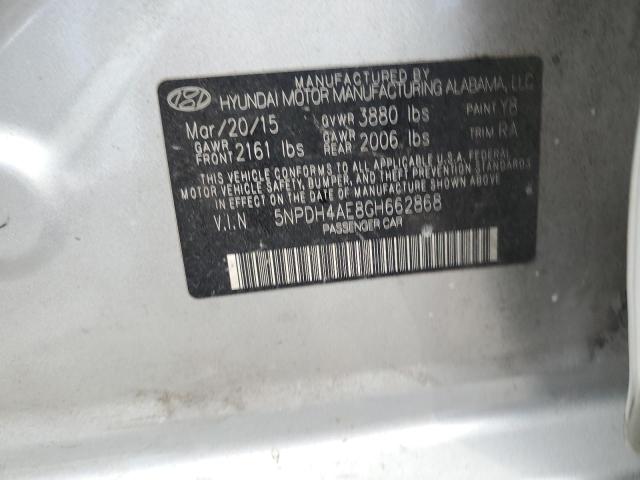 MANUFACTURED BY
HYUNDAI MOTOR MANUFACTURING ALABAMA, LLC
Mar/20/15 GVWR 3880 lbs PAINT Y8
GAWR FRONT 2161 lbs GAWR REAR 2006 lbs TRIM RA
THIS VEHICLE CONFORMS TO ALL APPLICABLE U.S.A. FEDERAL
MOTOR VEHICLE SAFETY, BUMPER, AND THEFT PREVENTION STANDARDS
IN EFFECT ON THE DATE OF MANUFACTURE SHOWN ABOVE.
V.I.N 5NPDH4AE8GH662868
PASSENGER CAR